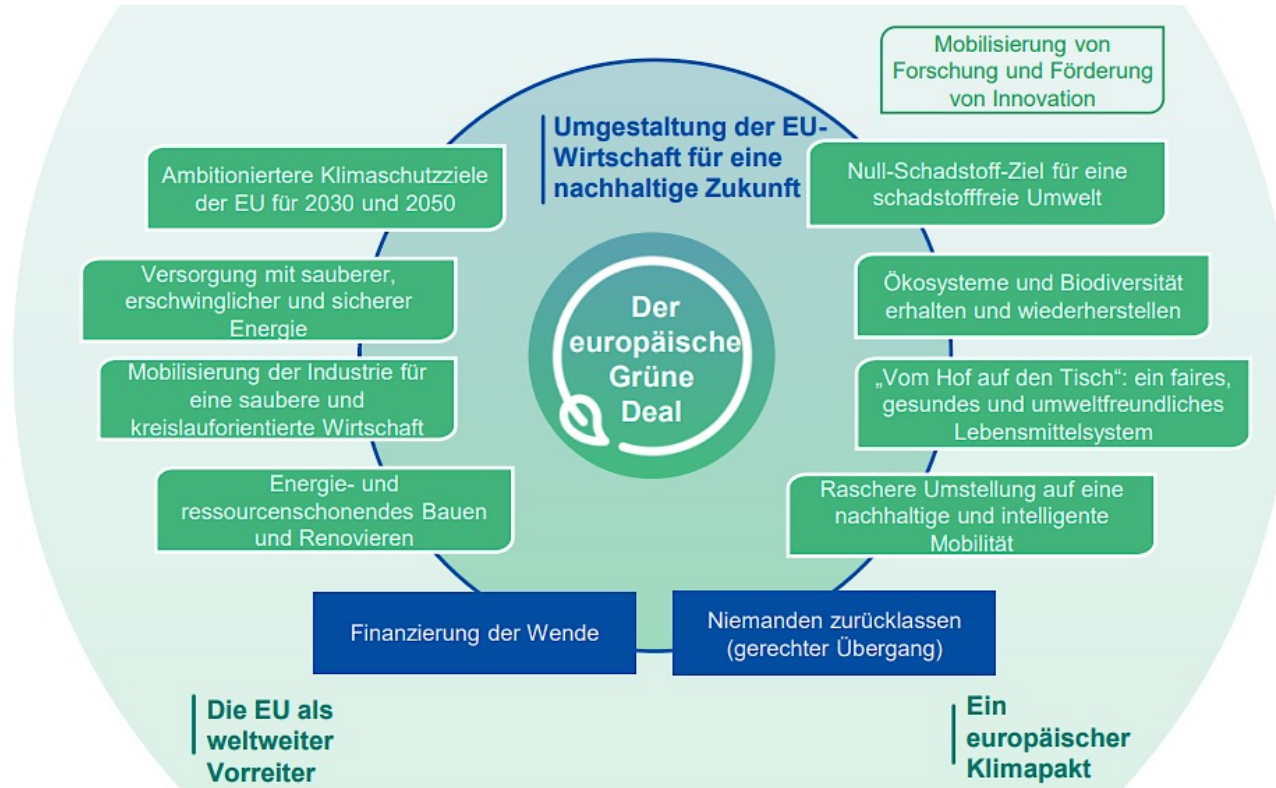 Mobilisierung von
Forschung und Förderung
von Innovation
Umgestaltung der EU-
Wirtschaft für eine
nachhaltige Zukunft
Ambitioniertere Klimaschutzziele
der EU für 2030 und 2050
Null-Schadstoff-Ziel für eine
schadstofffreie Umwelt
Versorgung mit sauberer,
erschwinglicher und sicherer
Energie
Ökosysteme und Biodiversität
erhalten und wiederherstellen
Der
europäische
Grüne
Deal
Mobilisierung der Industrie für
eine saubere und
kreislauforientierte Wirtschaft
„Vom Hof auf den Tisch“: ein faires,
gesundes und umweltfreundliches
Lebensmittelsystem
Energie- und
ressourcenschonendes Bauen
und Renovieren
Raschere Umstellung auf eine
nachhaltige und intelligente
Mobilität
Finanzierung der Wende
Niemanden zurücklassen
(gerechter Übergang)
Die EU als
weltweiter
Vorreiter
Ein
europäischer
Klimapakt